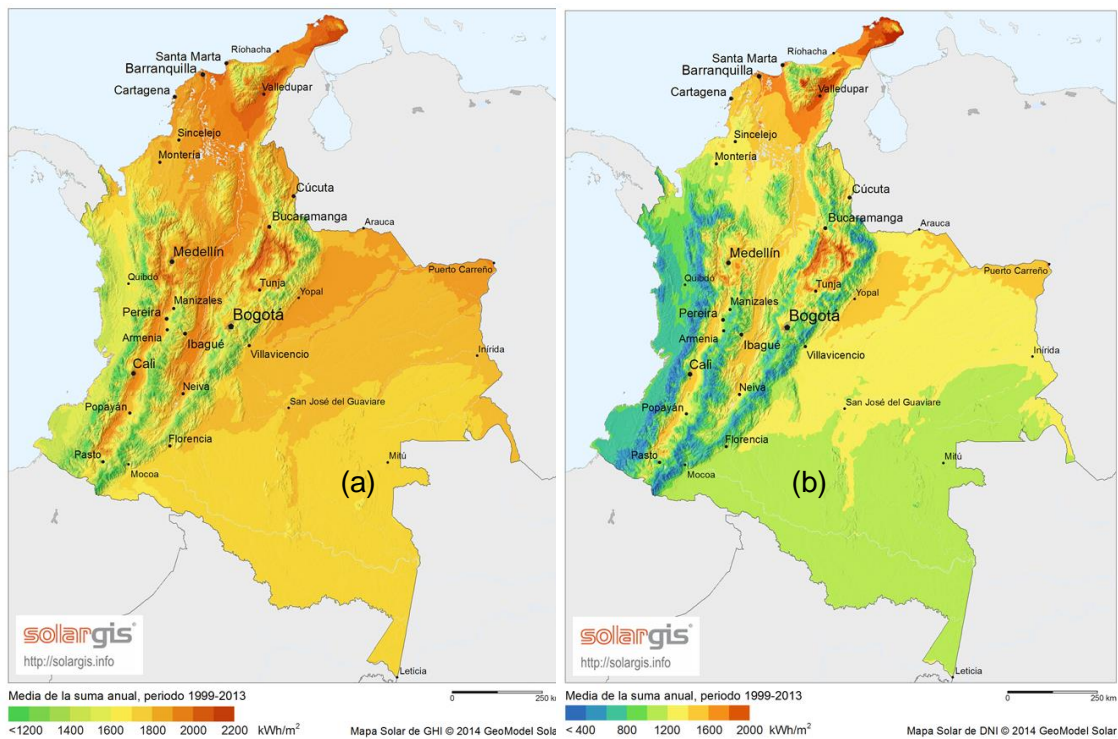 Ríohacha
Santa Marta
Barranquilla
Cartagena
Valledupar
Sincelejo
Montería
Cúcuta
Bucaramanga
Arauca
Medellín
Puerto Carreño
Quibdó
Tunja
Manizales
Yopal
Pereira
Bogotá
Armenia
Ibagué
Villavicencio
Inírida
Cali
Neiva
San José del Guaviare
Popayán
Florencia
Pasto
Mitú
Mocoa
(a)
solargis
http://solargis.info
Leticia
Media de la suma anual, periodo 1999-2013
250 km
<1200 1400 1600 1800 2000 2200 kWh/m²
Mapa Solar de GHI © 2014 GeoModel Solar
Ríohacha
Santa Marta
Barranquilla
Cartagena
Valledupar
Sincelejo
Montería
Cúcuta
Bucaramanga
Arauca
Medellín
Puerto Carreño
Quibdó
Tunja
Manizales
Yopal
Pereira
Bogotá
Armenia
Ibagué
Villavicencio
Inírida
Cali
Neiva
San José del Guaviare
Popayán
Florencia
Pasto
Mitú
Mocoa
(b)
solargis
http://solargis.info
Leticia
Media de la suma anual, periodo 1999-2013
250 km
< 400 800 1200 1600 2000 kWh/m²
Mapa Solar de DNI © 2014 GeoModel Solar